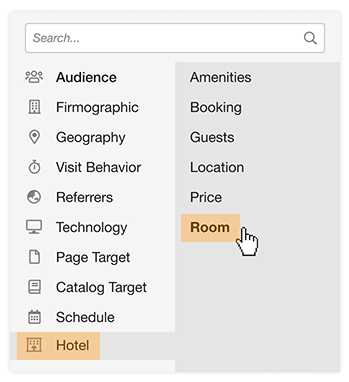 Search...
Audience
Firmographic
Geography
Visit Behavior
Referrers
Technology
Page Target
Catalog Target
Schedule
Hotel
Amenities
Booking
Guests
Location
Price
Room